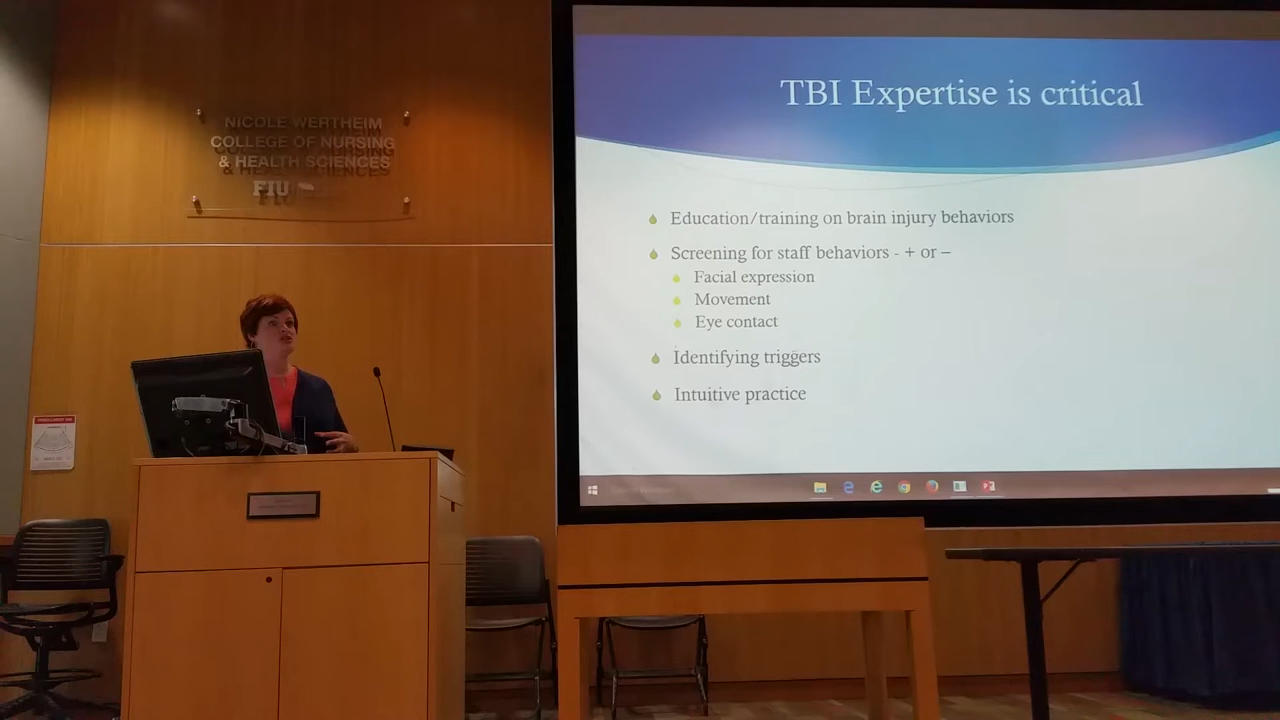 NICOLE WERTHEIM
COLLEGE OF NURSING
& HEALTH SCIENCES
FIU
TBI Expertise is critical
Education/training on brain injury behaviors
Screening for staff behaviors - + or –
Facial expression
Movement
Eye contact
Identifying triggers
Intuitive practice